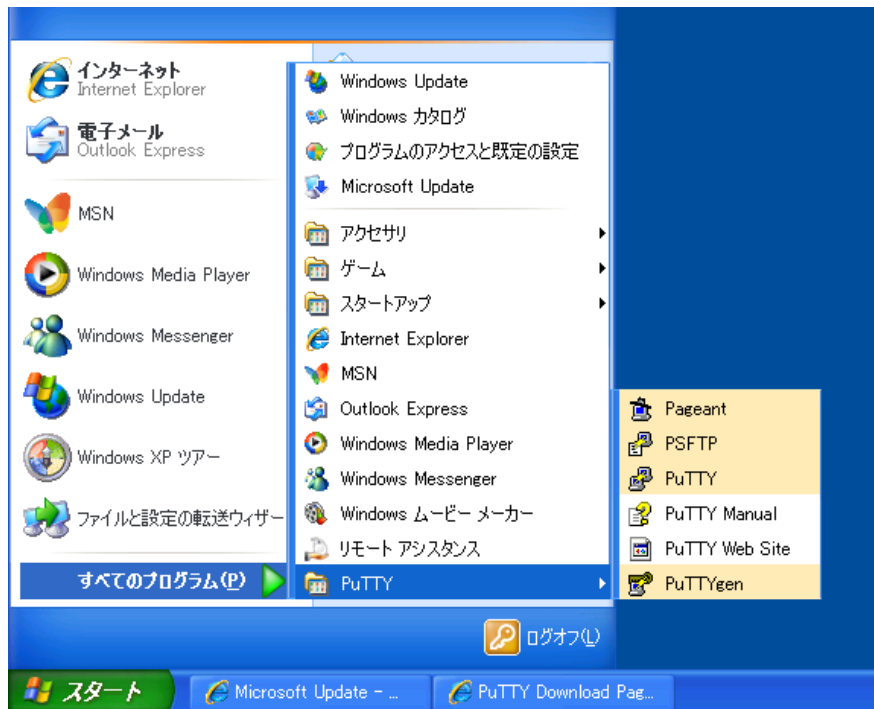 インターネット
Internet Explorer
電子メール
Outlook Express
MSN
Windows Media Player
Windows Messenger
Windows Update
Windows XP ツアー
ファイルと設定の転送ウィザー
すべてのプログラム(P)
Windows Update
Windows カタログ
プログラムのアクセスと既定の設定
Microsoft Update
アクセサリ
ゲーム
スタートアップ
Internet Explorer
MSN
Outlook Express
Windows Media Player
Windows Messenger
Windows ムービー メーカー
リモート アシスタンス
PuTTY
Pageant
PSFTP
PuTTY
PuTTY Manual
PuTTY Web Site
PuTTYgen
ログオフ(L)
スタート
Microsoft Update - ...
PuTTY Download Pag...